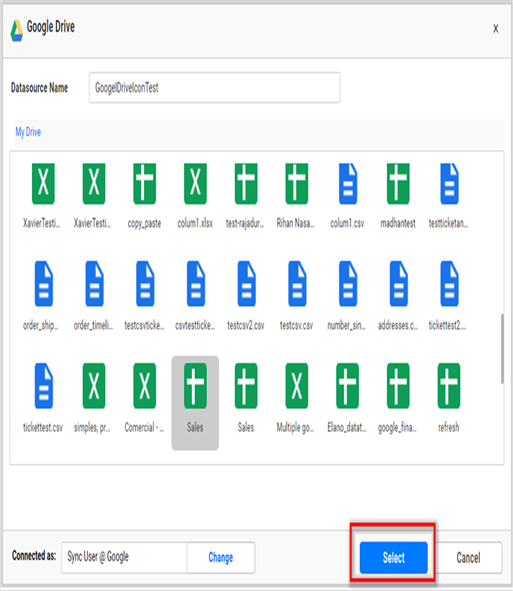 Google Drive
X
Datasource Name
GoogelDriveIconTest
My Drive
XavierTesti... XavierTesti... copy_paste colum1.xlsx test-rajadur... Rihan Nasa... colum1.csv madhantest testticketan...
order_ship... order_timeli... testcsvticke... csvtestticke... testcsv2.csv testcsv.csv number_sin... addresses.c... tickettest2...
tickettest.csv simples, pr... Comercial - ... Sales Sales Multiple go... Elano_datat... google_fina... refresh
Connected as: Sync User @ Google Change Select Cancel